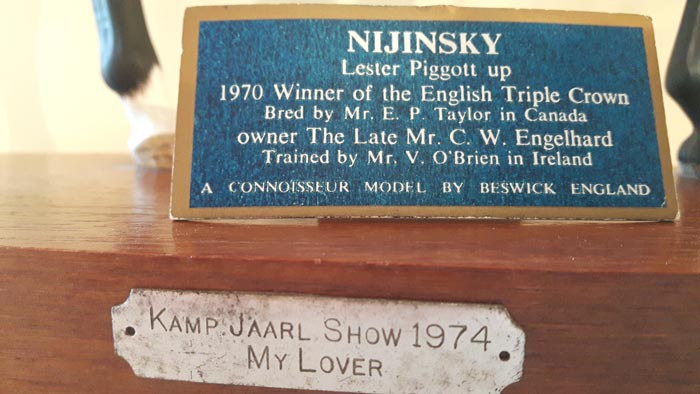 NIJINSKY
Lester Piggott up
1970 Winner of the English Triple Crown
Bred by Mr. E. P. Taylor in Canada
owner The Late Mr. C. W. Engelhard
Trained by Mr. V. O'Brien in Ireland
A CONNOISSEUR MODEL BY BESWICK ENGLAND
KAMP. JAARL SHOW 1974
MY LOVER